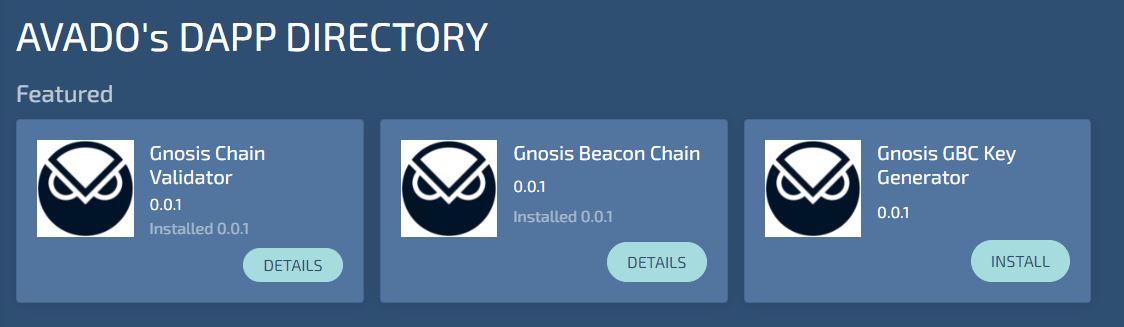 AVADO's DAPP DIRECTORY
Featured
Gnosis Chain
Validator
0.0.1
Installed 0.0.1
DETAILS
Gnosis Beacon Chain
0.0.1
Installed 0.0.1
DETAILS
Gnosis GBC Key
Generator
0.0.1
INSTALL